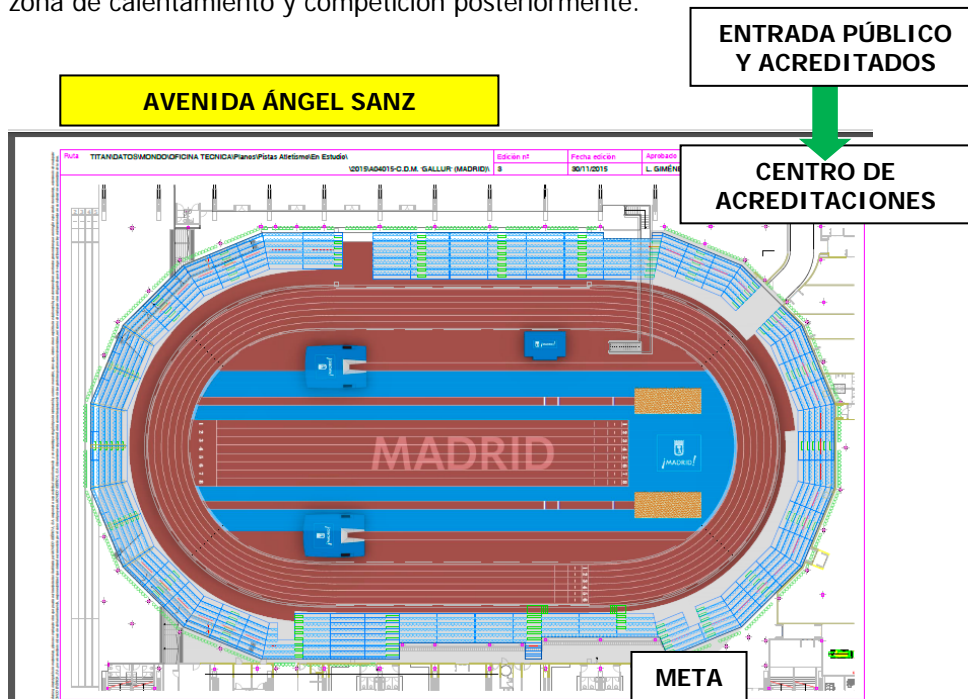 zona de calentamiento y competición posteriormente.
ENTRADA PÚBLICO
Y ACREDITADOS
AVENIDA ÁNGEL SANZ
Ruta TITAN\DATOS\MONDO\OFICINA TECNICA\Planos\Pistas Atletismo\En Estudio\
\2015\A04015-C.D.M. 'GALLUR' (MADRID)\
Edición nº
3
Fecha edición
30/11/2015
Aprobado
L. GIMÉN
CENTRO DE
ACREDITACIONES
MADRID
¡MADRID!
META